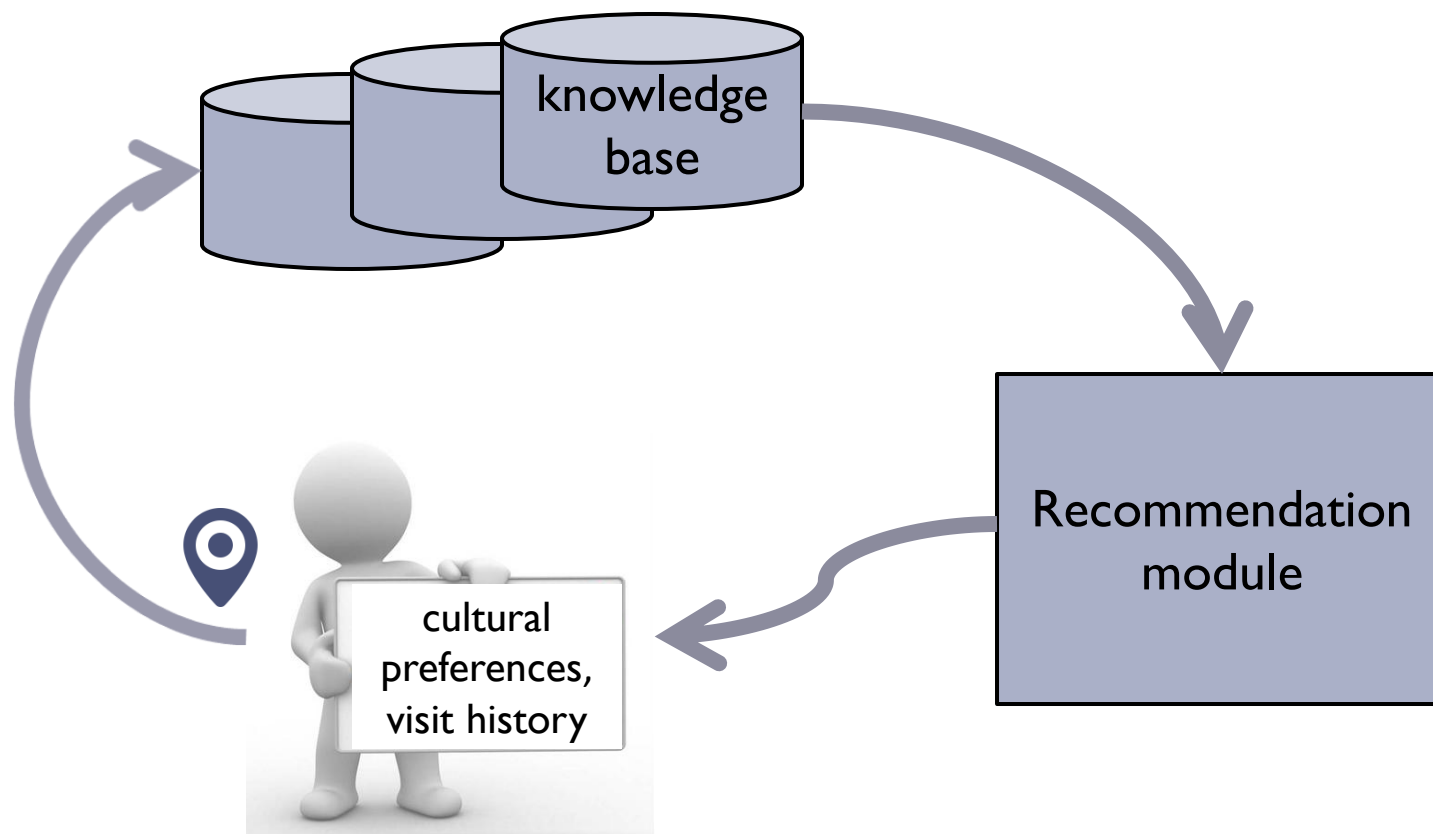 knowledge
base
Recommendation
module
cultural
preferences,
visit history